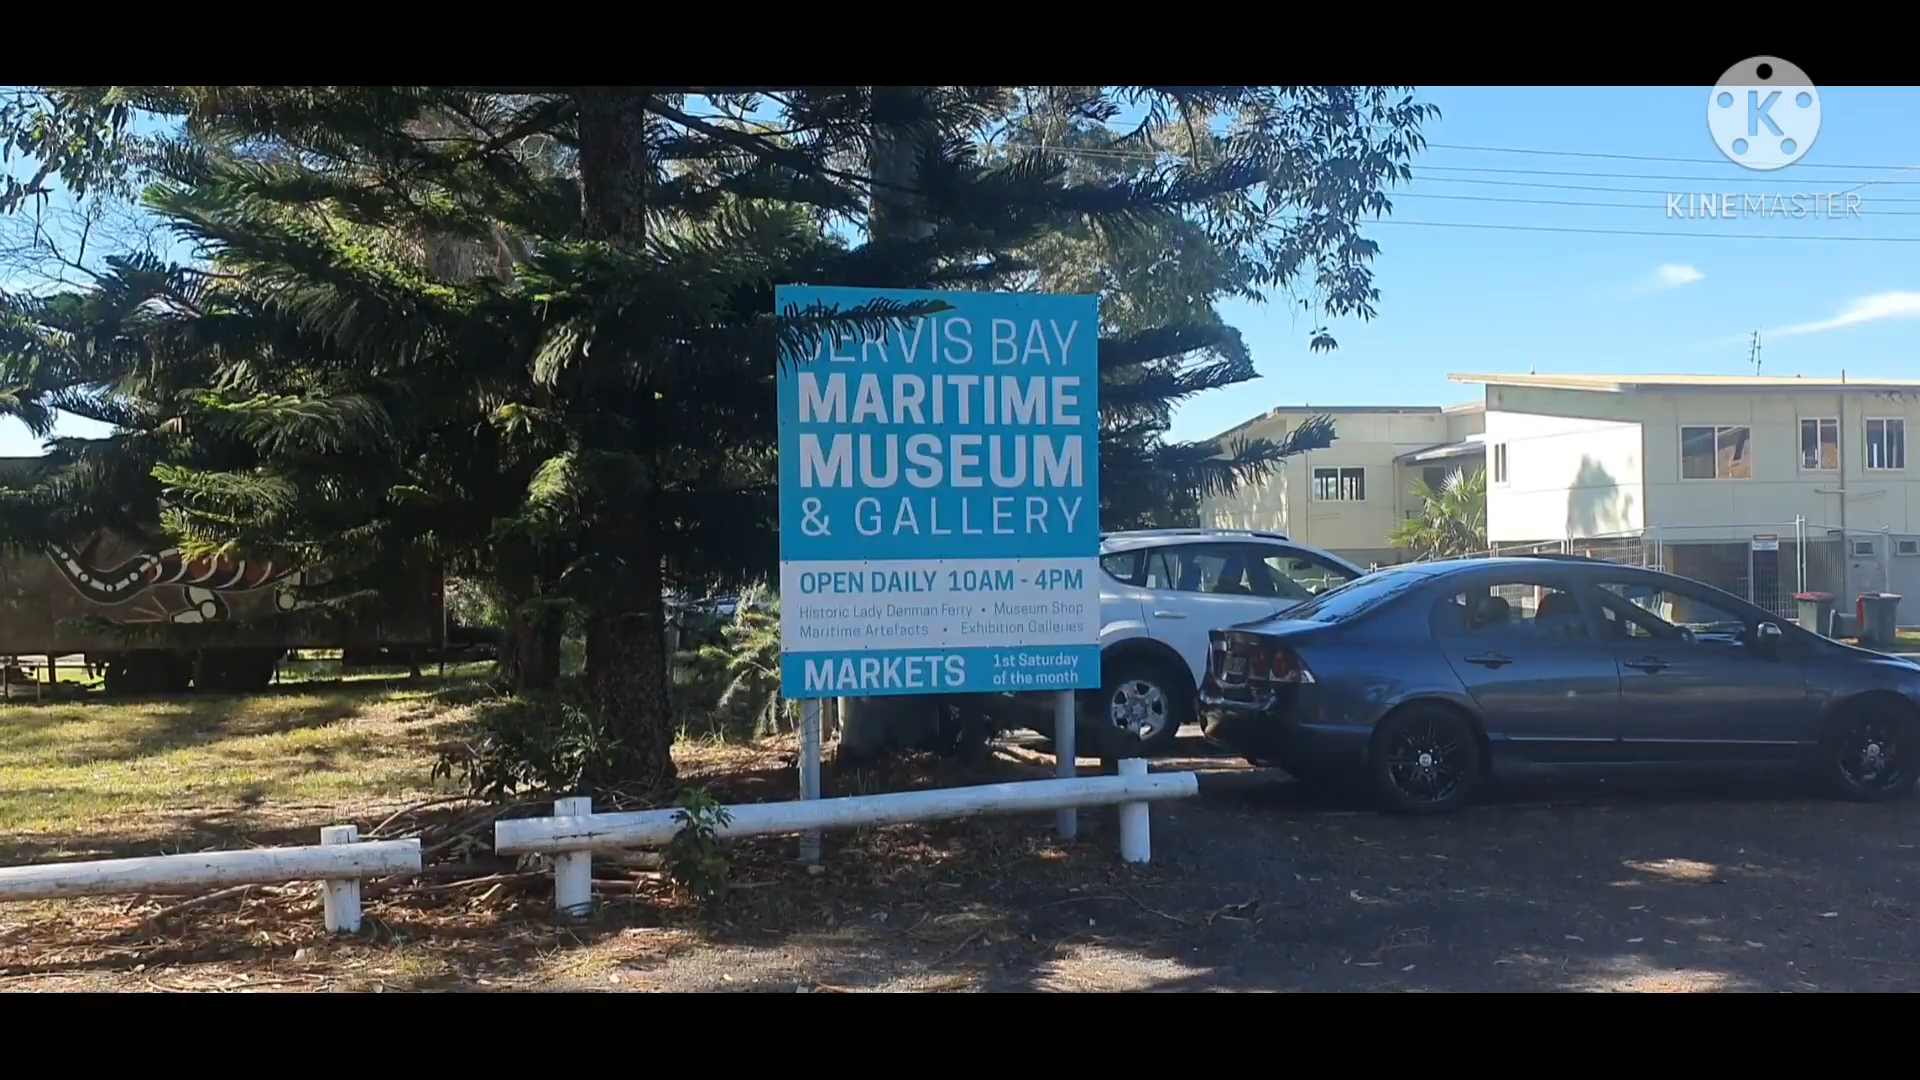 K
KINEMASTER
JERVIS BAY
MARITIME
MUSEUM
& GALLERY
OPEN DAILY 10AM - 4PM
Historic Lady Denman Ferry • Museum Shop
Maritime Artefacts • Exhibition Galleries
MARKETS 1st Saturday
of the month